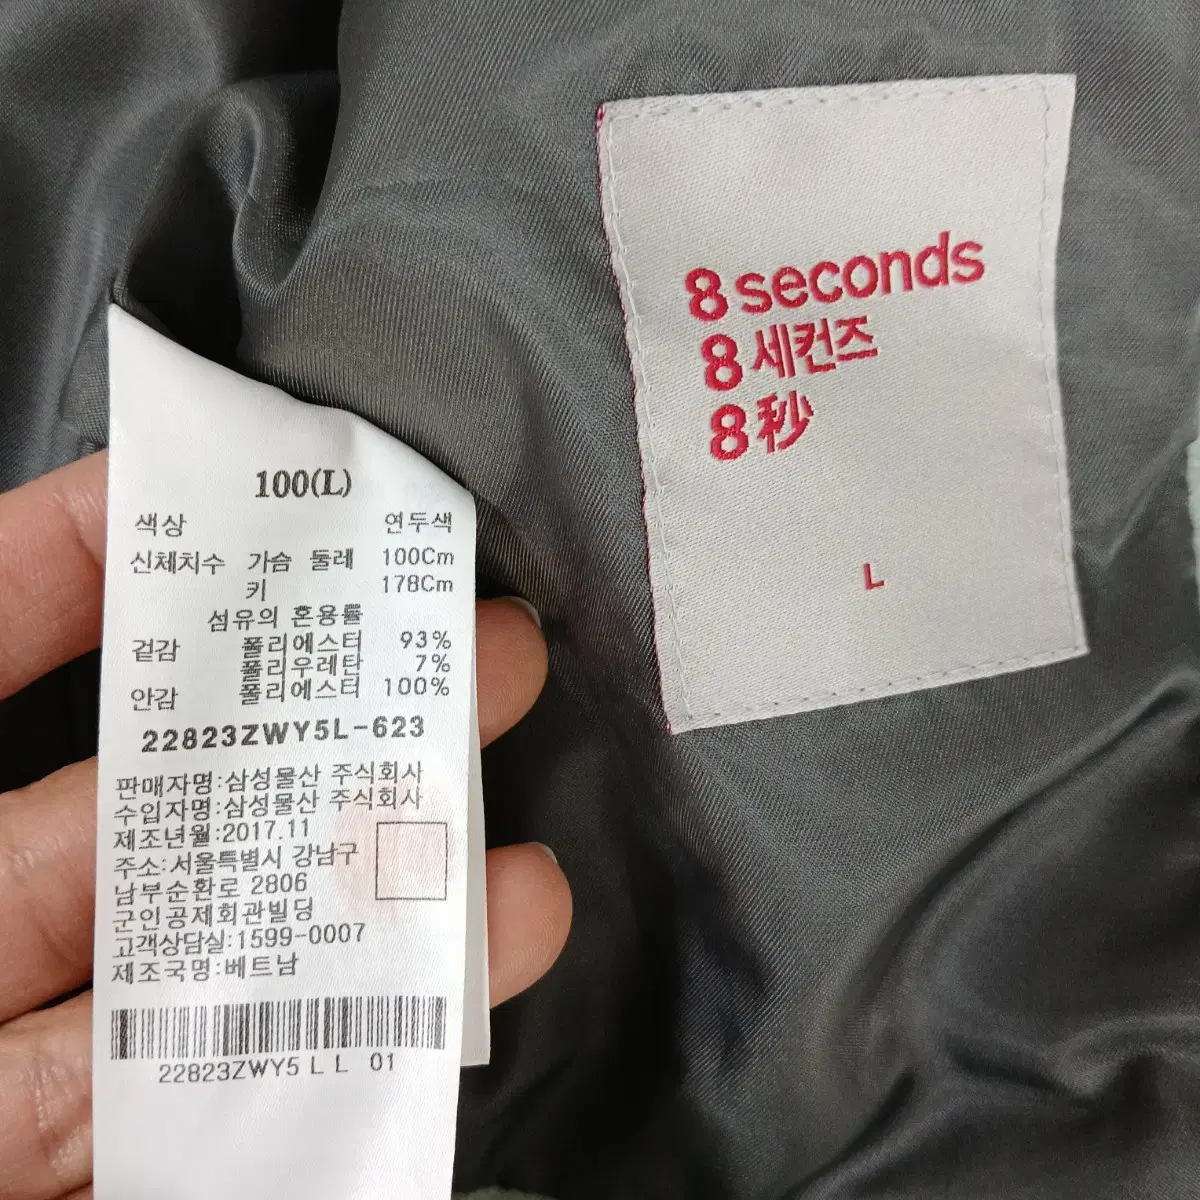 8 seconds
8 세컨즈
8 秒
L
100(L)
색상 연두색
신체치수 가슴 둘레 100Cm
키 178Cm
섬유의 혼용률
겉감 폴리에스터 93%
폴리우레탄 7%
안감 폴리에스터 100%
22823ZWY5L-623
판매자명:삼성물산 주식회사
수입자명:삼성물산 주식회사
제조년월:2017.11
주소:서울특별시 강남구
남부순환로 2806
군인공제회관빌딩
고객상담실:1599-0007
제조국명:베트남
22823ZWY5 L L 01